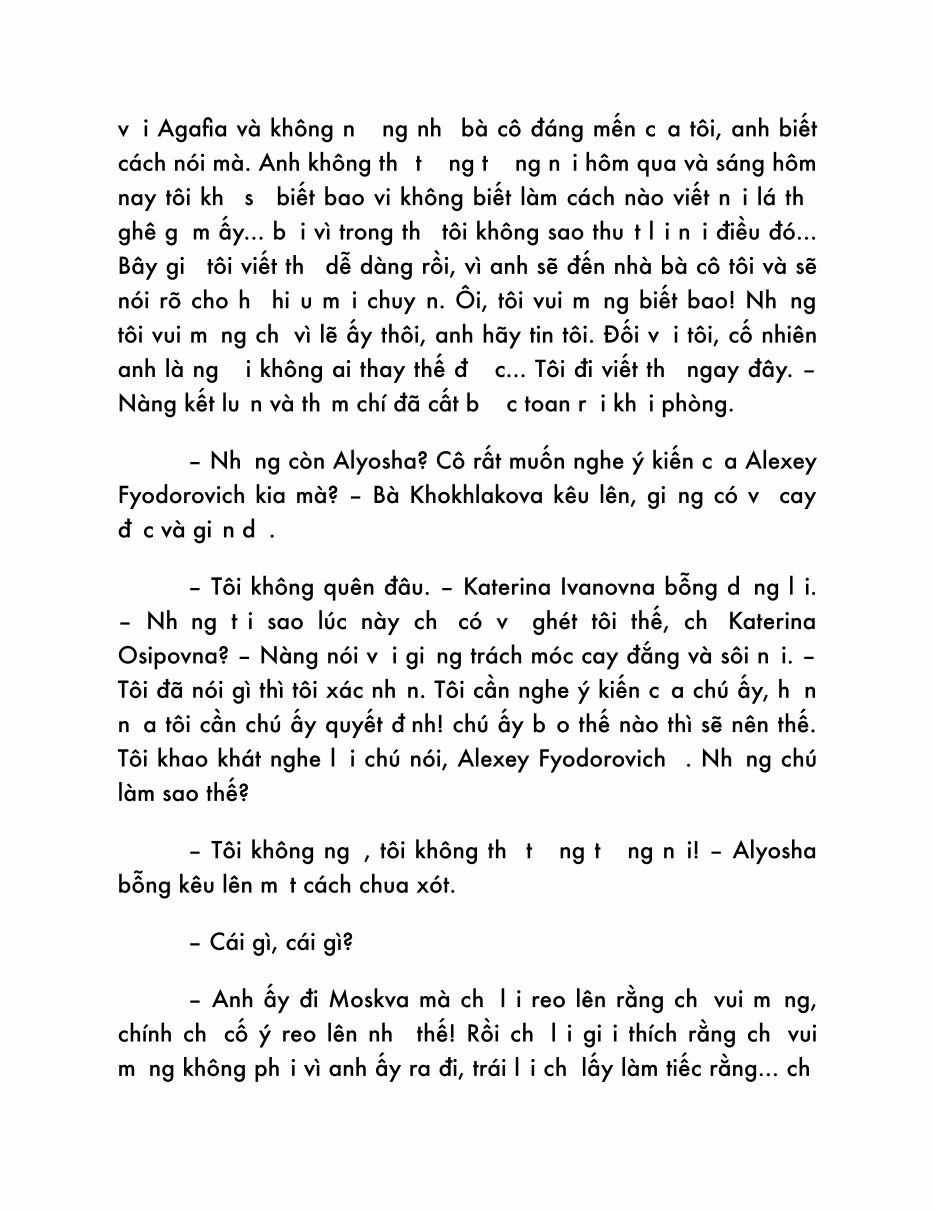 v i Agafia và không n ng nh bà cô đáng mến c a tôi, anh biết
cách nói mà. Anh không th t ng t ng n i hôm qua và sáng hôm
nay tôi kh s biết bao vi không biết làm cách nào viết n i lá th
ghê g m ấy... b i vì trong th tôi không sao thu t l i n i điều đó...
Bây gi tôi viết th dễ dàng rồi, vì anh sẽ đến nhà bà cô tôi và sẽ
nói rõ cho h hi u m i chuy n. Ôi, tôi vui m ng biết bao! Nh ng
tôi vui m ng ch vì lẽ ấy thôi, anh hãy tin tôi. Đối v i tôi, cố nhiên
anh là ng i không ai thay thế đ c... Tôi đi viết th ngay đây. –
Nàng kết lu n và th m chí đã cất b c toan r i kh i phòng.
– Nh ng còn Alyosha? Cô rất muốn nghe ý kiến c a Alexey
Fyodorovich kia mà? – Bà Khokhlakova kêu lên, gi ng có v cay
đ c và gi n d .
– Tôi không quên đâu. – Katerina Ivanovna bỗng d ng l i.
– Nh ng t i sao lúc này ch có v ghét tôi thế, ch Katerina
Osipovna? – Nàng nói v i gi ng trách móc cay đắng và sôi n i. –
Tôi đã nói gì thì tôi xác nh n. Tôi cần nghe ý kiến c a chú ấy, h n
n a tôi cần chú ấy quyết đ nh! chú ấy b o thế nào thì sẽ nên thế.
Tôi khao khát nghe l i chú nói, Alexey Fyodorovich . Nh ng chú
làm sao thế?
– Tôi không ng , tôi không th t ng t ng n i! – Alyosha
bỗng kêu lên m t cách chua xót.
– Cái gì, cái gì?
– Anh ấy đi Moskva mà ch l i reo lên rằng ch vui m ng,
chính ch cố ý reo lên nh thế! Rồi ch l i gi i thích rằng ch vui
m ng không ph i vì anh ấy ra đi, trái l i ch lấy làm tiếc rằng... ch